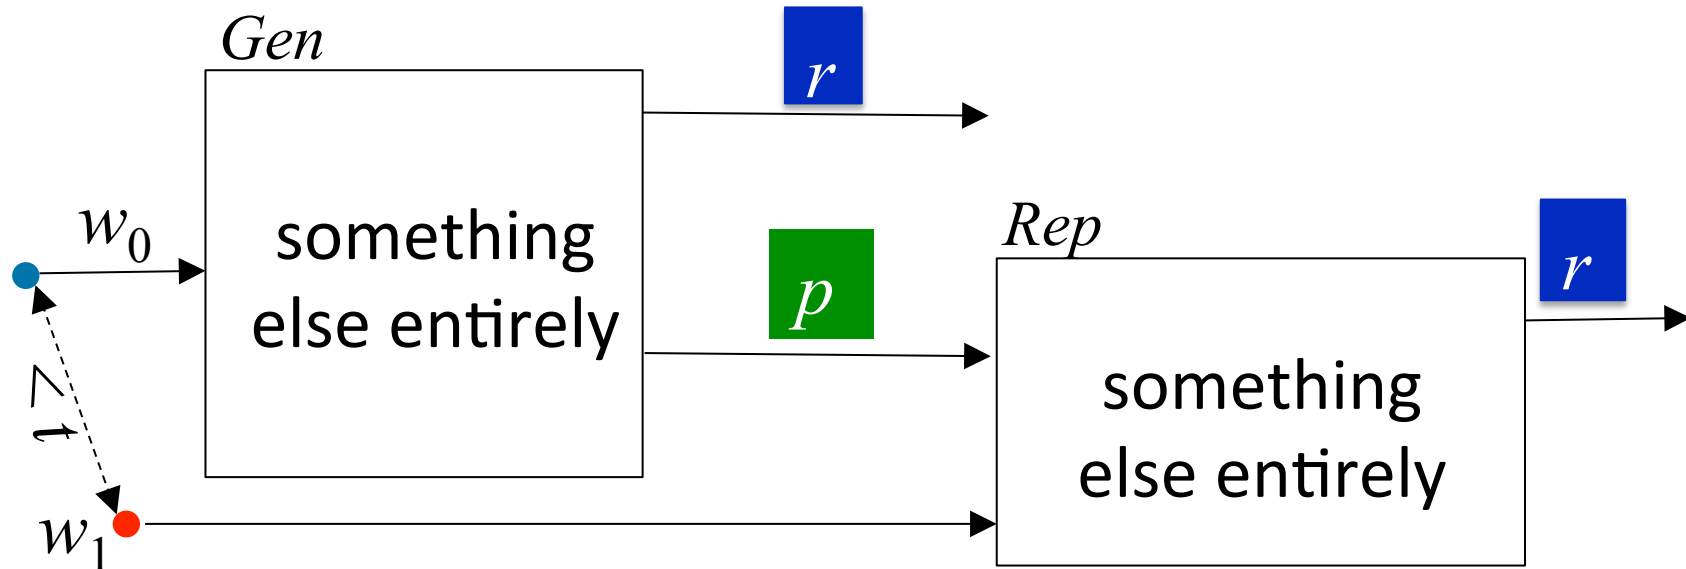 Gen
r
w₀
something
else entirely
p
Rep
r
< t
something
else entirely
w₁